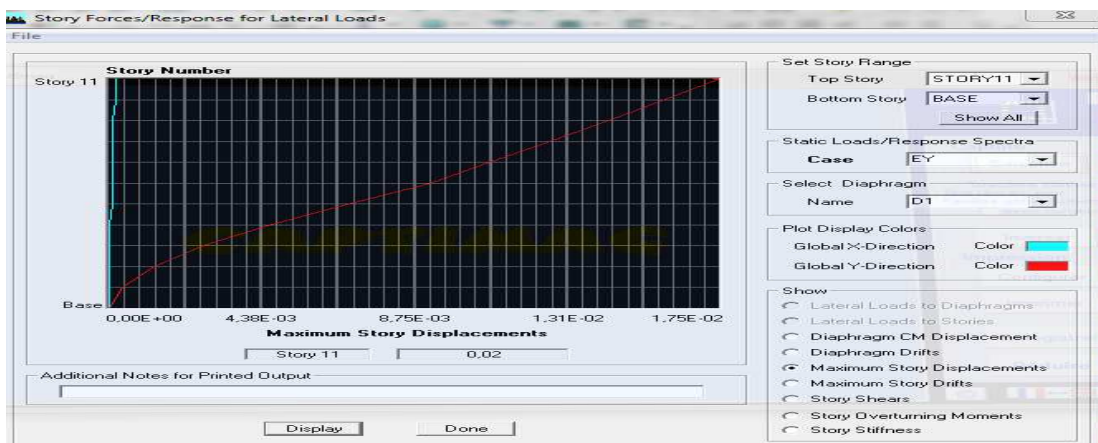 Story Forces/Response for Lateral Loads
File
Story Number
Story 11
Base
0,00E+00 4,38E-03 8,75E-03 1,31E-02 1,75E-02
Maximum Story Displacements
Story 11 0,02
Additional Notes for Printed Output
Display Done
Set Story Range
Top Story STORY11
Bottom Story BASE
Show All
Static Loads/Response Spectra
Case EY
Select Diaphragm
Name D1
Plot Display Colors
Global X-Direction Color
Global Y-Direction Color
Show
Lateral Loads to Diaphragms
Lateral Loads to Stories
Diaphragm CM Displacement
Diaphragm Drifts
Maximum Story Displacements
Maximum Story Drifts
Story Shears
Story Overturning Moments
Story Stiffness